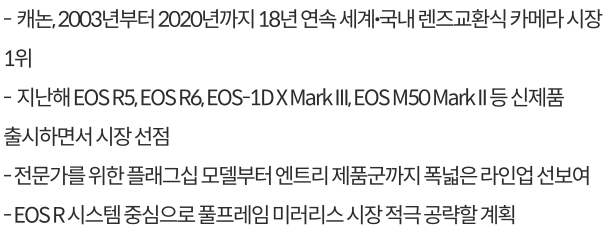 - 캐논, 2003년부터 2020년까지 18년 연속 세계•국내 렌즈교환식 카메라 시장
1위
- 지난해 EOS R5, EOS R6, EOS-1D X Mark III, EOS M50 Mark II 등 신제품
출시하면서 시장 선점
- 전문가를 위한 플래그십 모델부터 엔트리 제품군까지 폭넓은 라인업 선보여
- EOS R 시스템 중심으로 풀프레임 미러리스 시장 적극 공략할 계획